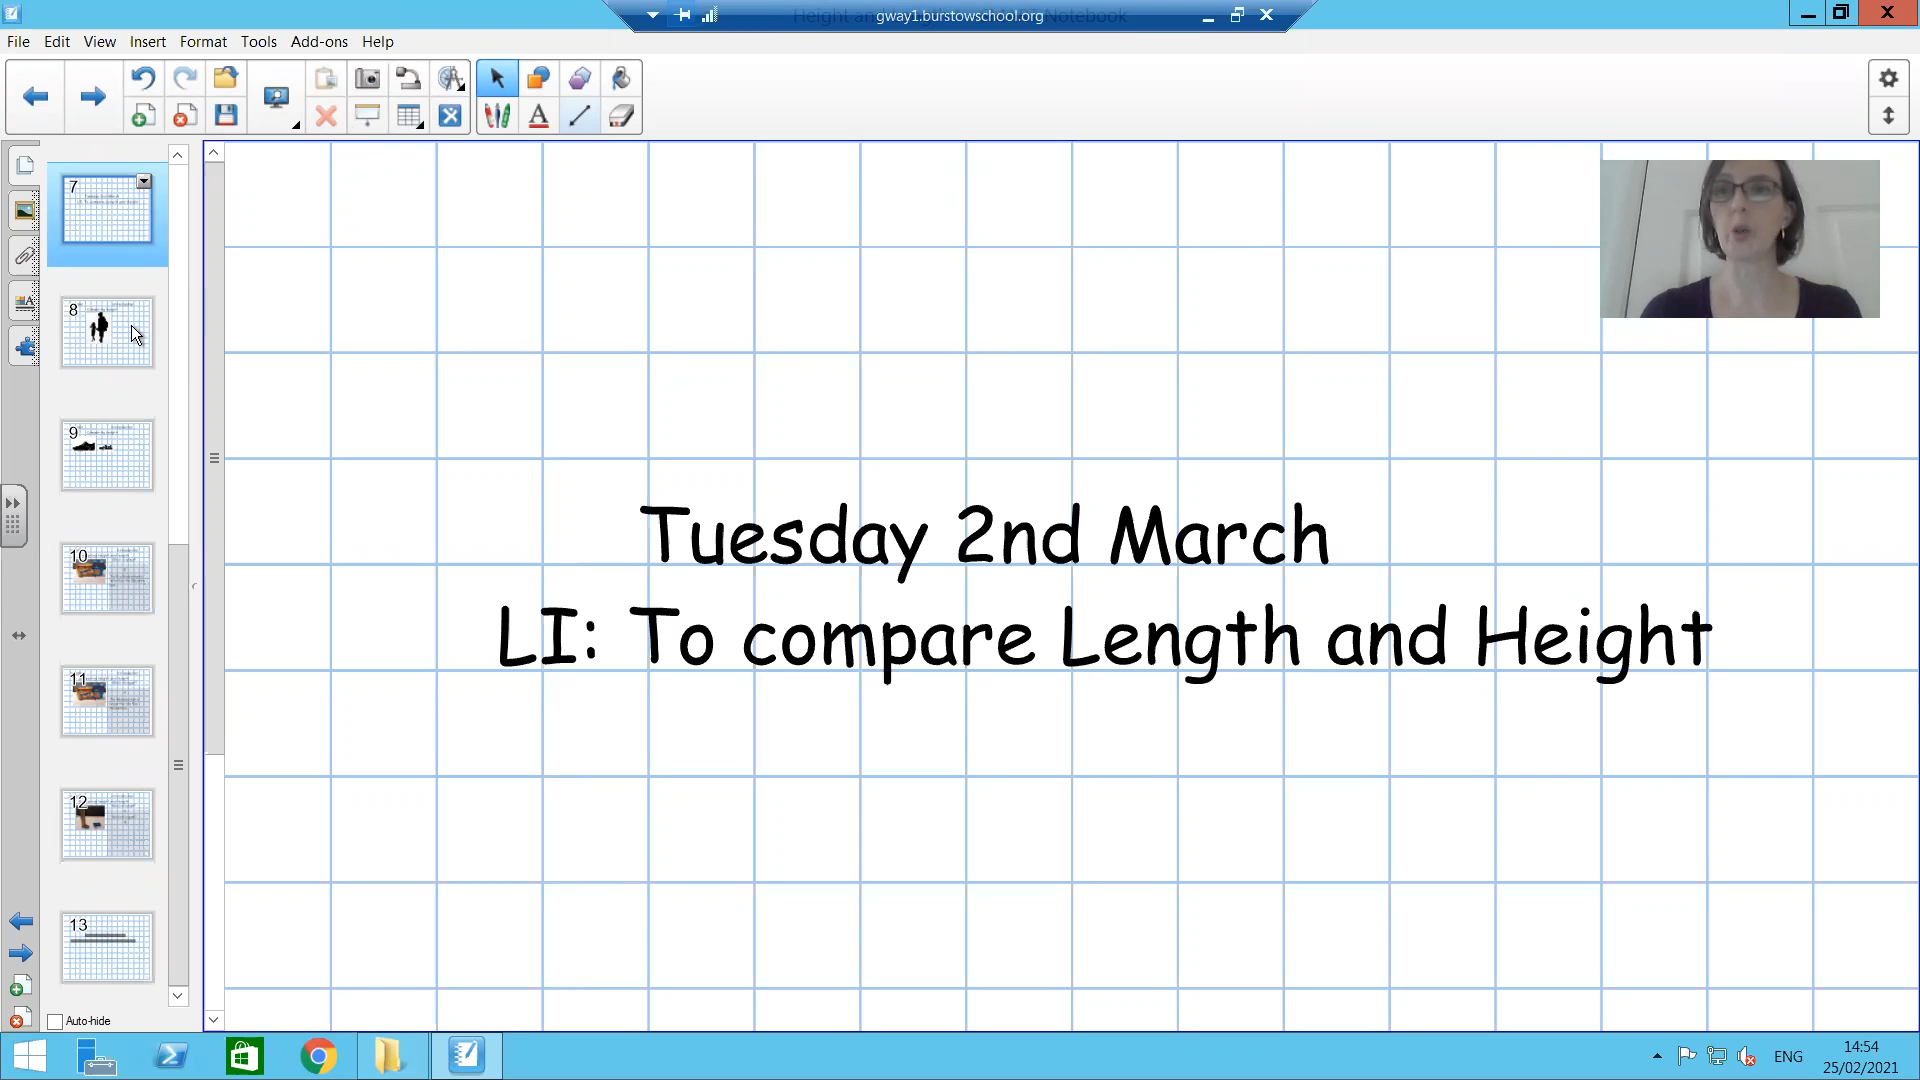 gway1.burstowschool.org
File Edit View Insert Format Tools Add-ons Help
7
8
9
10
11
12
13
Tuesday 2nd March
LI: To compare Length and Height
Auto-hide
ENG
14:54
25/02/2021